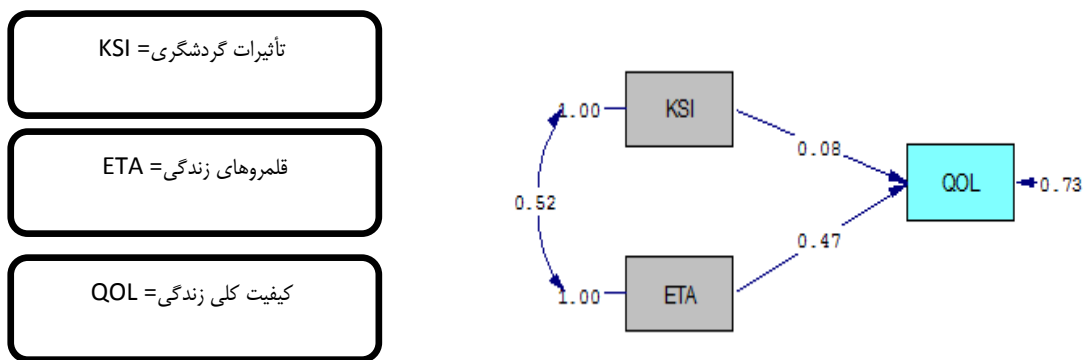 تأثیرات گردشگری= KSI
قلمروهای زندگی= ETA
کیفیت کلی زندگی= QOL
1.00
KSI
0.08
QOL
0.73
0.52
0.47
1.00
ETA